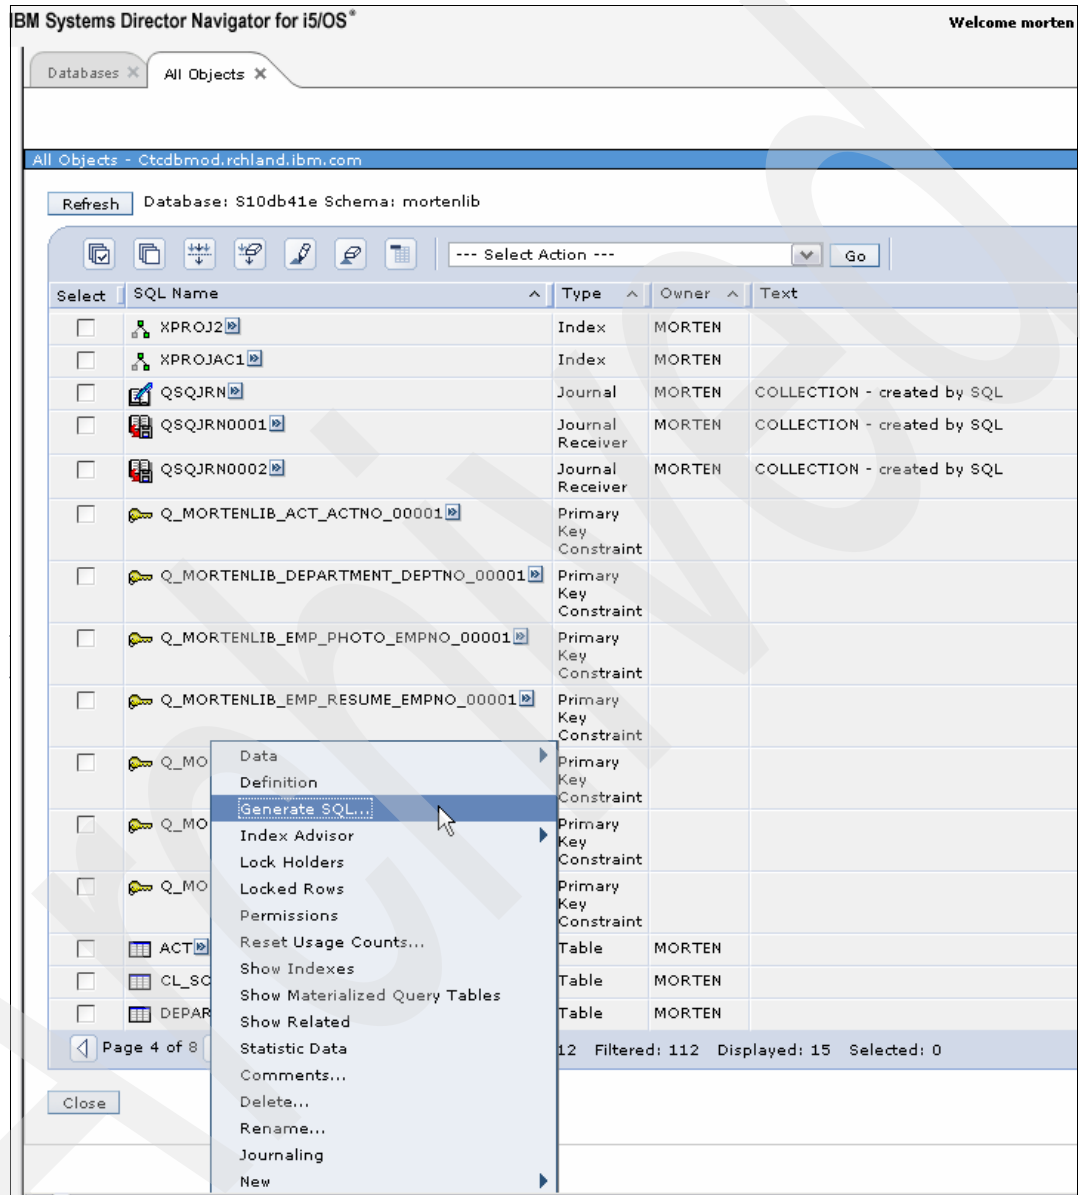 IBM Systems Director Navigator for i5/OS®
Welcome morten
Databases
All Objects
All Objects - Ctcdbmod.rchland.ibm.com
Refresh
Database: S10db41e Schema: mortenlib
--- Select Action ---
Go
Select SQL Name Type Owner Text
XPROJ2 Index MORTEN
XPROJAC1 Index MORTEN
QSQJRN Journal MORTEN COLLECTION - created by SQL
QSQJRN0001 Journal MORTEN COLLECTION - created by SQL
Receiver
QSQJRN0002 Journal MORTEN COLLECTION - created by SQL
Receiver
Q_MORTENLIB_ACT_ACTNO_00001 Primary
Key
Constraint
Q_MORTENLIB_DEPARTMENT_DEPTNO_00001 Primary
Key
Constraint
Q_MORTENLIB_EMP_PHOTO_EMPNO_00001 Primary
Key
Constraint
Q_MORTENLIB_EMP_RESUME_EMPNO_00001 Primary
Key
Constraint
Q_MO Primary
Key
Constraint
Q_MO Primary
Key
Constraint
Q_MO Primary
Key
Constraint
ACT Table MORTEN
CL_SC Table MORTEN
DEPAR Table MORTEN
Page 4 of 8 12 Filtered: 112 Displayed: 15 Selected: 0
Close
Data
Definition
Generate SQL...
Index Advisor
Lock Holders
Locked Rows
Permissions
Reset Usage Counts...
Show Indexes
Show Materialized Query Tables
Show Related
Statistic Data
Comments...
Delete...
Rename...
Journaling
New